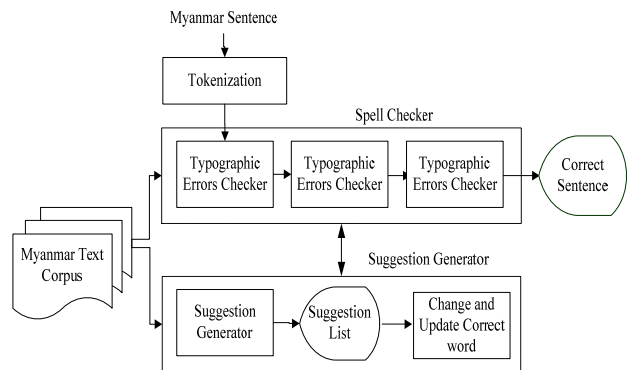 Myanmar Sentence
Tokenization
Spell Checker
Typographic
Errors Checker
Typographic
Errors Checker
Typographic
Errors Checker
Correct
Sentence
Myanmar Text
Corpus
Suggestion Generator
Suggestion
Generator
Suggestion
List
Change and
Update Correct
word